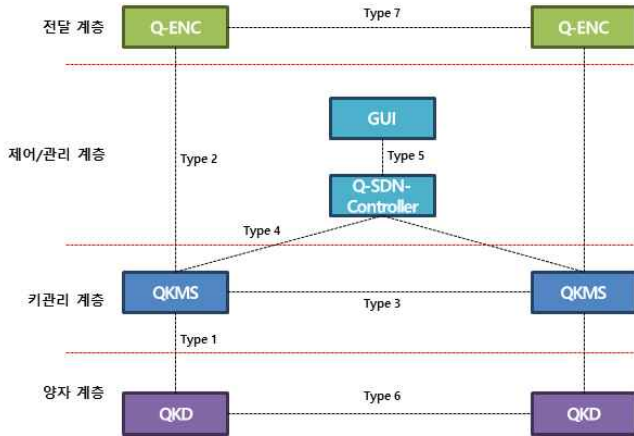 Type 7
전달 계층
Q-ENC
Q-ENC
GUI
제어/관리 계층
Type 2
Type 5
Q-SDN-
Controller
Type 4
QKMS
QKMS
키관리 계층
Type 3
Type 1
Type 6
양자 계층
QKD
QKD